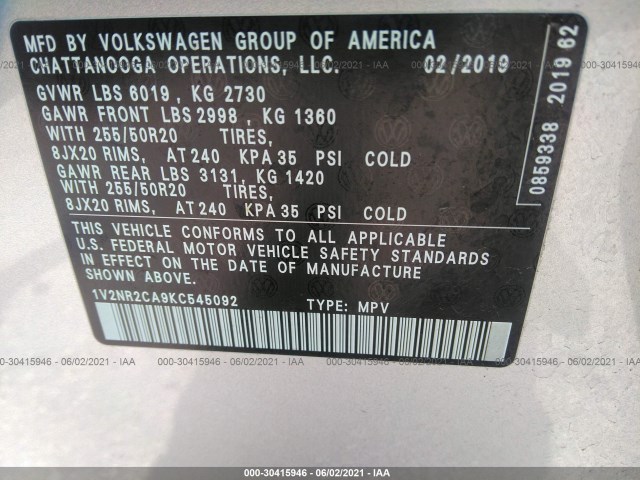 MFD BY VOLKSWAGEN GROUP OF AMERICA
CHATTANOOGA OPERATIONS, LLC. 02/2019
GVWR LBS 6019 , KG 2730
GAWR FRONT LBS 2998 , KG 1360
WITH 255/50R20 TIRES,
8JX20 RIMS, AT 240 KPA 35 PSI COLD
GAWR REAR LBS 3131, KG 1420
WITH 255/50R20 TIRES,
8JX20 RIMS, AT 240 KPA 35 PSI COLD
THIS VEHICLE CONFORMS TO ALL APPLICABLE
U.S. FEDERAL MOTOR VEHICLE SAFETY STANDARDS
IN EFFECT ON THE DATE OF MANUFACTURE
SHOWN ABOVE.
1V2NR2CA9KC545092 TYPE: MPV
0859338 2019 62
000-30415946 - 06/02/2021 - IAA